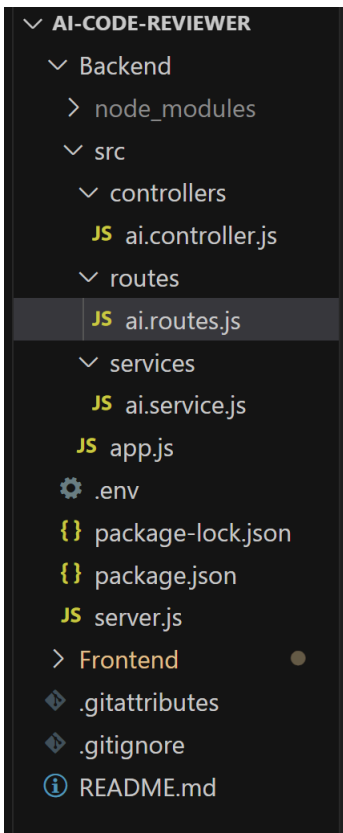 AI-CODE-REVIEWER
Backend
node_modules
src
controllers
JS ai.controller.js
routes
JS ai.routes.js
services
JS ai.service.js
JS app.js
.env
{} package-lock.json
{} package.json
JS server.js
Frontend
.gitattributes
.gitignore
README.md